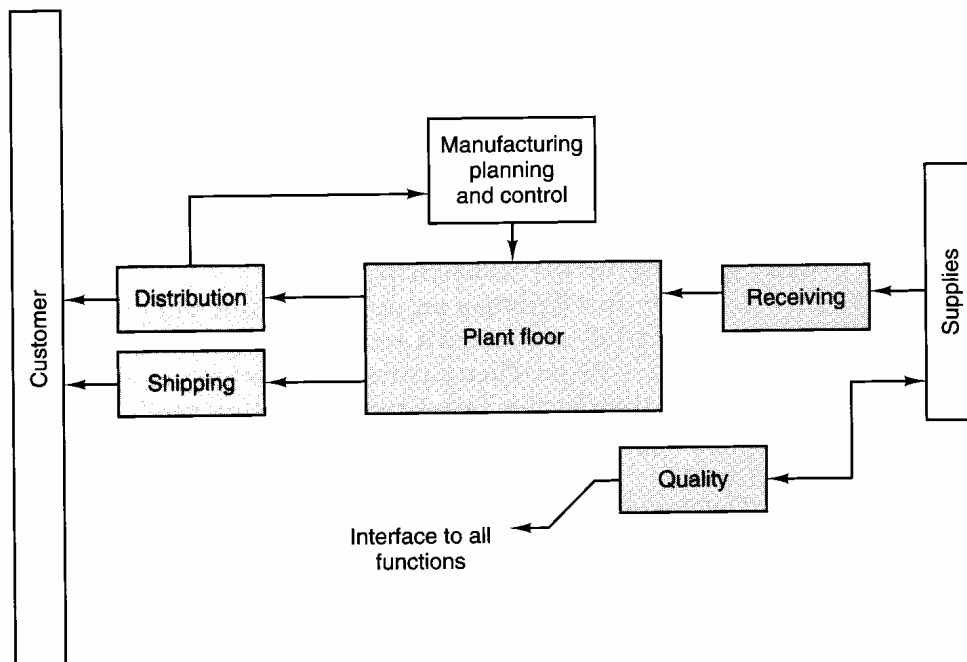 Manufacturing
planning
and control
Customer
Distribution
Shipping
Plant floor
Receiving
Supplies
Quality
Interface to all
functions